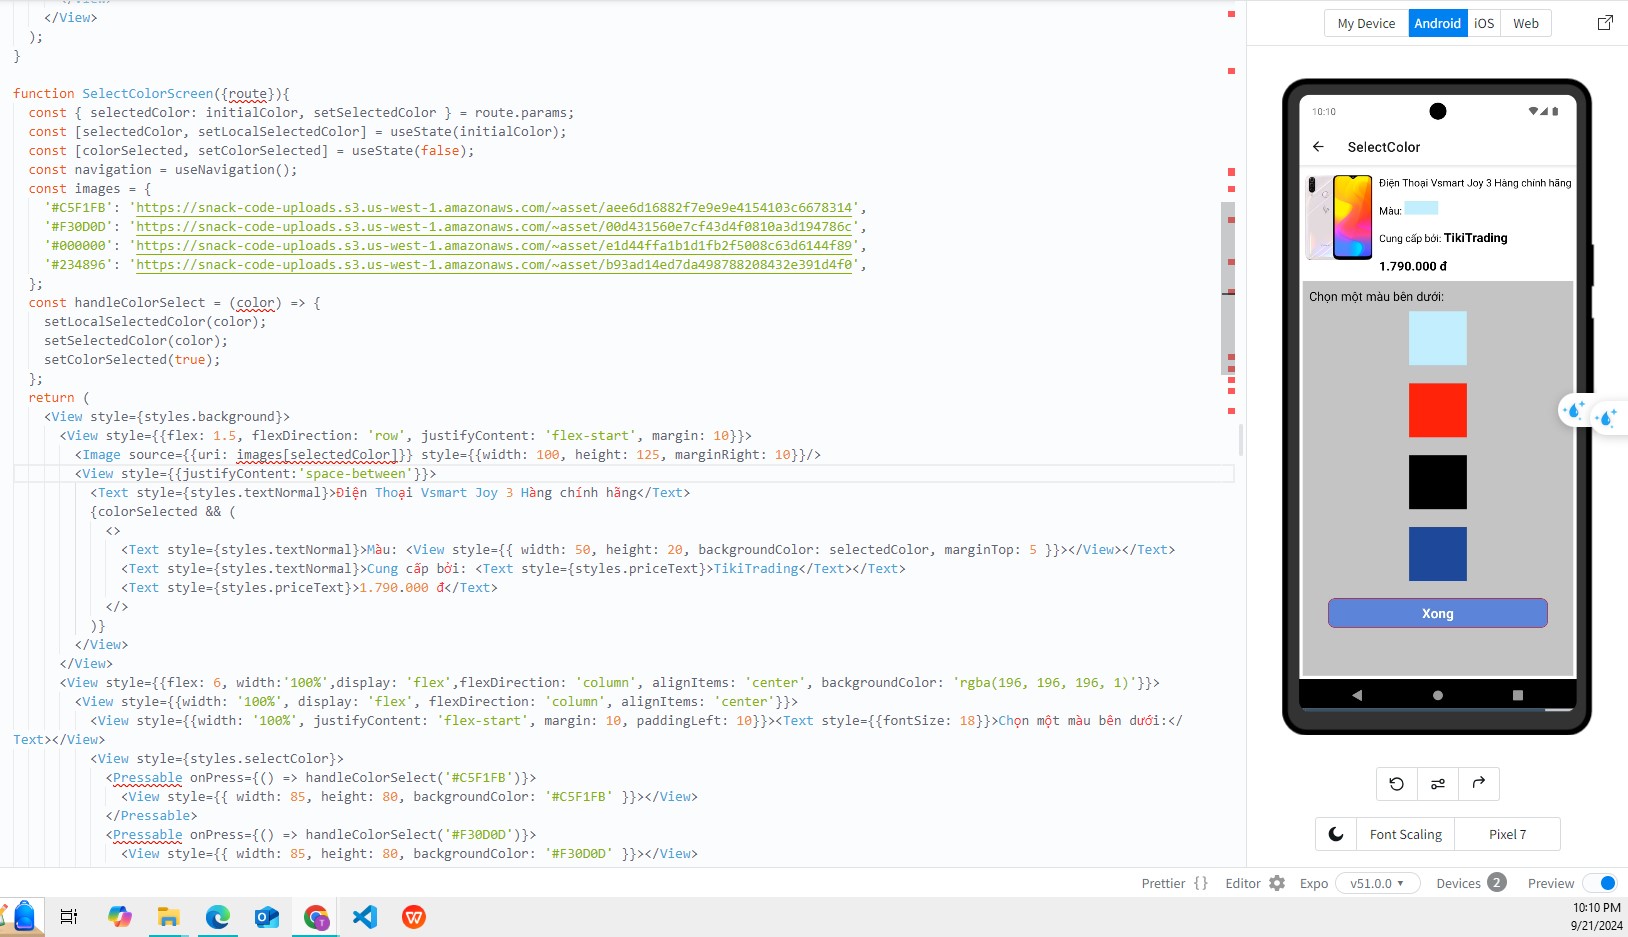 </View>
);
}
function SelectColorScreen({route}){
const { selectedColor: initialColor, setSelectedColor } = route.params;
const [selectedColor, setLocalSelectedColor] = useState(initialColor);
const [colorSelected, setColorSelected] = useState(false);
const navigation = useNavigation();
const images = {
'#C5F1FB': 'https://snack-code-uploads.s3.us-west-1.amazonaws.com/~asset/aee6d16882f7e9e9e4154103c6678314',
'#F30D0D': 'https://snack-code-uploads.s3.us-west-1.amazonaws.com/~asset/00d431560e7cf43d4f0810a3d194786c',
'#000000': 'https://snack-code-uploads.s3.us-west-1.amazonaws.com/~asset/e1d44ffa1b1d1fb2f5008c63d6144f89',
'#234896': 'https://snack-code-uploads.s3.us-west-1.amazonaws.com/~asset/b93ad14ed7da498788208432e391d4f0',
};
const handleColorSelect = (color) => {
setLocalSelectedColor(color);
setSelectedColor(color);
setColorSelected(true);
};
return (
<View style={styles.background}>
<View style={{flex: 1.5, flexDirection: 'row', justifyContent: 'flex-start', margin: 10}}>
<Image source={{uri: images[selectedColor]}} style={{width: 100, height: 125, marginRight: 10}}/>
<View style={{justifyContent:'space-between'}}>
<Text style={styles.textNormal}>Điện Thoại Vsmart Joy 3 Hàng chính hãng</Text>
{colorSelected && (
<>
<Text style={styles.textNormal}>Màu: <View style={{ width: 50, height: 20, backgroundColor: selectedColor, marginTop: 5 }}></View></Text>
<Text style={styles.textNormal}>Cung cấp bởi: <Text style={styles.priceText}>TikiTrading</Text></Text>
<Text style={styles.priceText}>1.790.000 đ</Text>
</>
)}
</View>
</View>
<View style={{flex: 6, width:'100%',display: 'flex',flexDirection: 'column', alignItems: 'center', backgroundColor: 'rgba(196, 196, 196, 1)'}}>
<View style={{width: '100%', display: 'flex', flexDirection: 'column', alignItems: 'center'}}>
<View style={{width: '100%', justifyContent: 'flex-start', margin: 10, paddingLeft: 10}}><Text style={{fontSize: 18}}>Chọn một màu bên dưới:</
Text></View>
<View style={styles.selectColor}>
<Pressable onPress={() => handleColorSelect('#C5F1FB')}>
<View style={{ width: 85, height: 80, backgroundColor: '#C5F1FB' }}></View>
</Pressable>
<Pressable onPress={() => handleColorSelect('#F30D0D')}>
<View style={{ width: 85, height: 80, backgroundColor: '#F30D0D' }}></View>
My Device Android iOS Web
10:10
SelectColor
Điện Thoại Vsmart Joy 3 Hàng chính hãng
Màu:
Cung cấp bởi: TikiTrading
1.790.000 đ
Chọn một màu bên dưới:
Xong
Font Scaling Pixel 7
Prettier {} Editor Expo v51.0.0 Devices 2 Preview
10:10 PM
9/21/2024